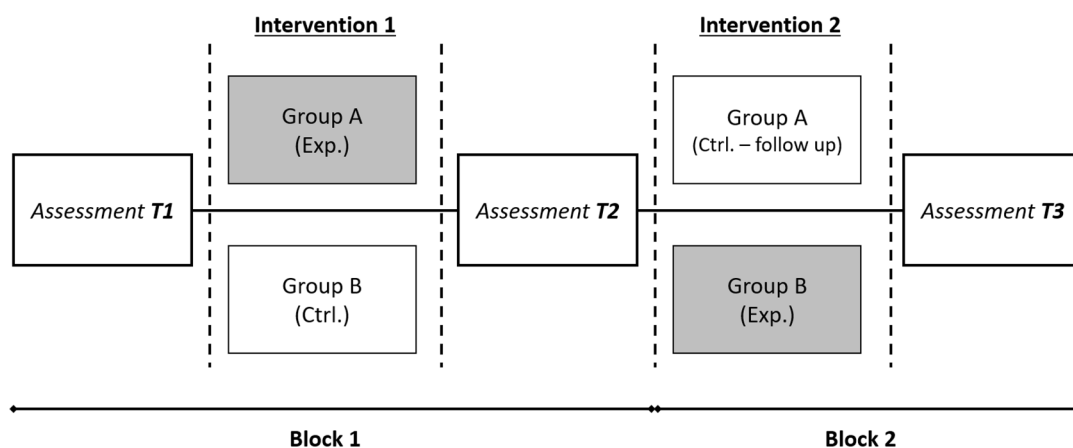 Intervention 1
Intervention 2
Group A
(Exp.)
Group A
(Ctrl. – follow up)
Assessment T1
Assessment T2
Assessment T3
Group B
(Ctrl.)
Group B
(Exp.)
Block 1
Block 2